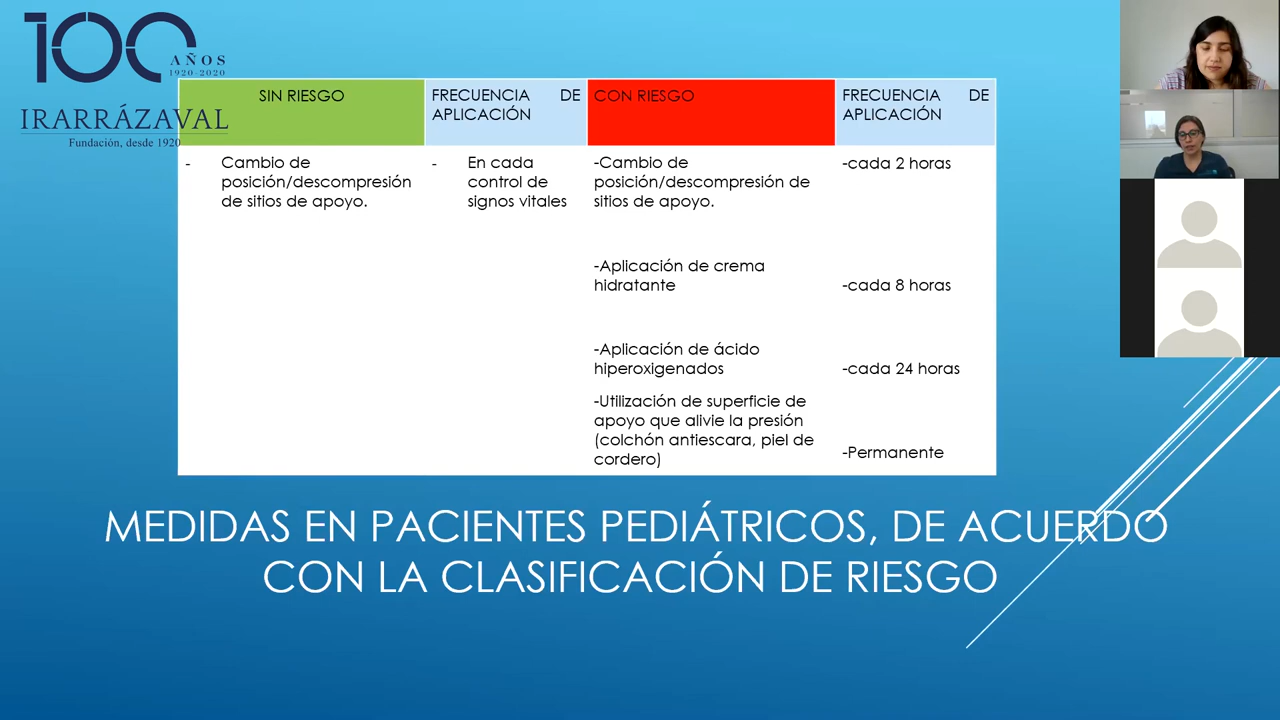 100
AÑOS
1920-2020
IRARRÁZAVAL
Fundación, desde 1920
SIN RIESGO
FRECUENCIA DE
APLICACIÓN
CON RIESGO
FRECUENCIA DE
APLICACIÓN
- Cambio de
posición/descompresión
de sitios de apoyo.
- En cada
control de
signos vitales
-Cambio de
posición/descompresión de
sitios de apoyo.
-cada 2 horas
-Aplicación de crema
hidratante
-cada 8 horas
-Aplicación de ácido
hiperoxigenados
-cada 24 horas
-Utilización de superficie de
apoyo que alivie la presión
(colchón antiescara, piel de
cordero)
-Permanente
MEDIDAS EN PACIENTES PEDIÁTRICOS, DE ACUERDO
CON LA CLASIFICACIÓN DE RIESGO